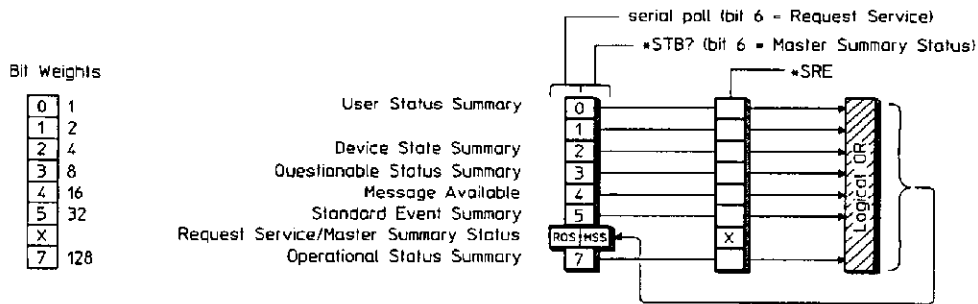 serial poll (bit 6 = Request Service)
*STB? (bit 6 = Master Summary Status)
*SRE
Bit Weights
0 1
1 2
2 4
3 8
4 16
5 32
X
7 128
User Status Summary 0
1
Device State Summary 2
Questionable Status Summary 3
Message Available 4
Standard Event Summary 5
Request Service/Master Summary Status RQS MSS X
Operational Status Summary 7
Logical OR